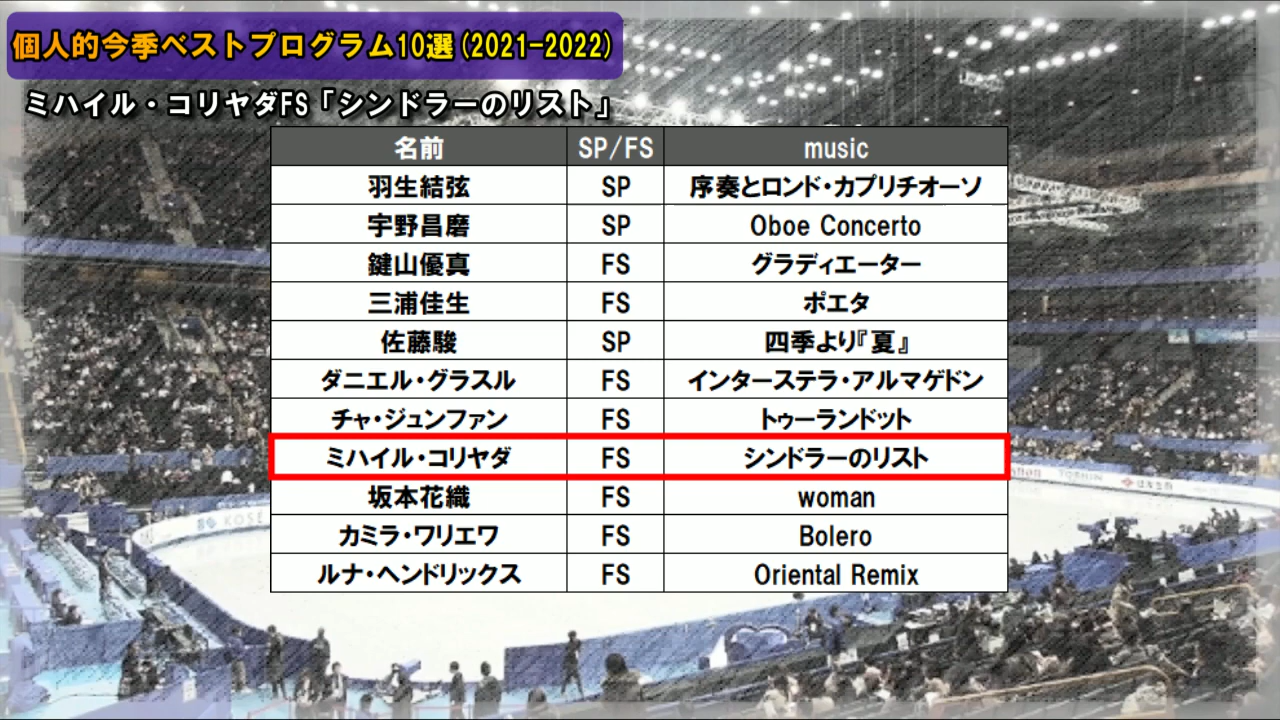 個人的今季ベストプログラム10選(2021-2022)
ミハイル・コリヤダFS「シンドラーのリスト」
名前 SP/FS music
羽生結弦 SP 序奏とロンド・カプリチオーソ
宇野昌磨 SP Oboe Concerto
鍵山優真 FS グラディエーター
三浦佳生 FS ポエタ
佐藤駿 SP 四季より『夏』
ダニエル・グラスル FS インターステラ・アルマゲドン
チャ・ジュンファン FS トゥーランドット
ミハイル・コリヤダ FS シンドラーのリスト
坂本花織 FS woman
カミラ・ワリエワ FS Bolero
ルナ・ヘンドリックス FS Oriental Remix
KOSÉ